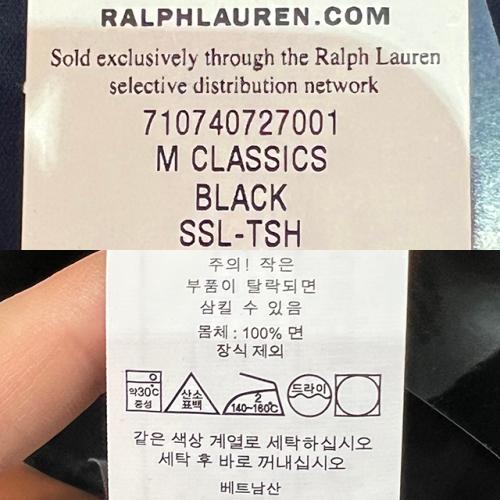 RALPHLAUREN.COM
Sold exclusively through the Ralph Lauren
selective distribution network
710740727001
M CLASSICS
BLACK
SSL-TSH
주의! 작은
부품이 탈락되면
삼킬 수 있음
몸체: 100% 면
장식 제외
약30℃
중성
산소
표백
2
140~160℃
드라이
같은 색상 계열로 세탁하십시오
세탁 후 바로 꺼내십시오
베트남산